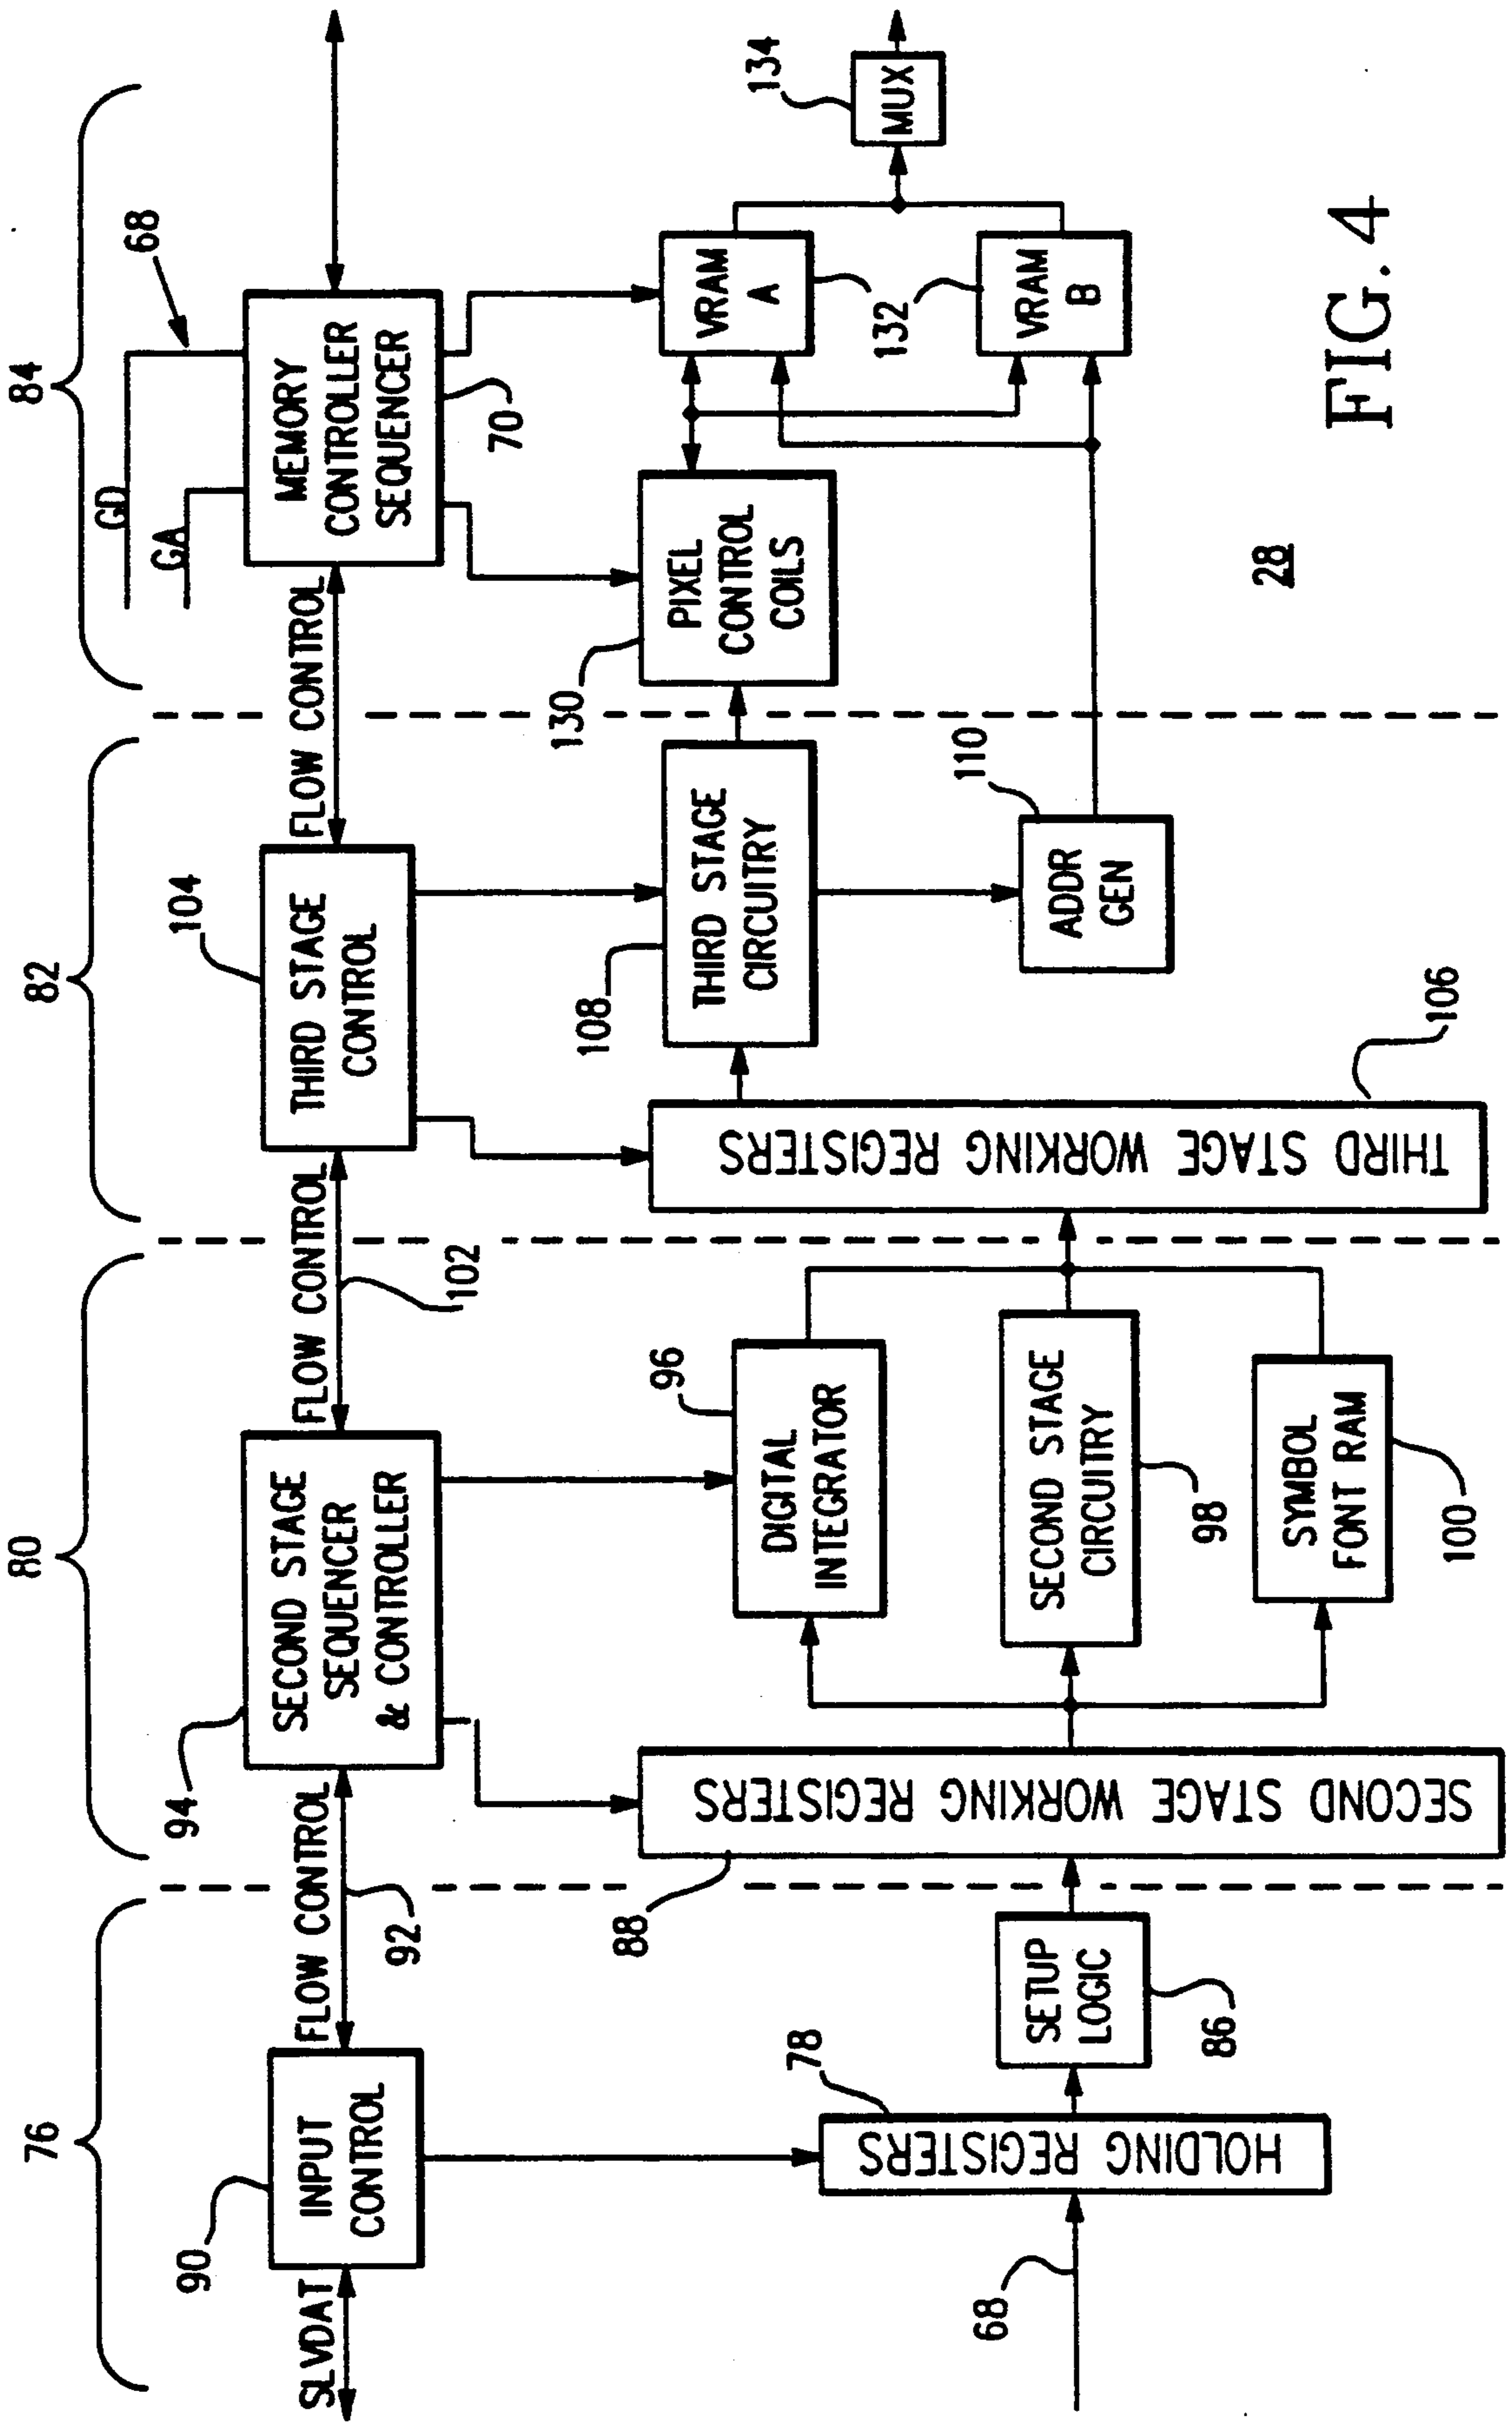 76
80
82
84
SLVDAT
90
INPUT
CONTROL
FLOW CONTROL
92
94
SECOND STAGE
SEQUENCER
& CONTROLLER
FLOW CONTROL
102
104
THIRD STAGE
CONTROL
FLOW CONTROL
GD
GA
68
MEMORY
CONTROLLER
SEQUENCER
70
68
78
HOLDING REGISTERS
SETUP
LOGIC
86
88
SECOND STAGE WORKING REGISTERS
96
DIGITAL
INTEGRATOR
SECOND STAGE
CIRCUITRY
98
SYMBOL
FONT RAM
100
THIRD STAGE WORKING REGISTERS
106
108
THIRD STAGE
CIRCUITRY
110
ADDR
GEN
130
PIXEL
CONTROL
COILS
VRAM
A
132
VRAM
B
134
MUX
28
FIG. 4